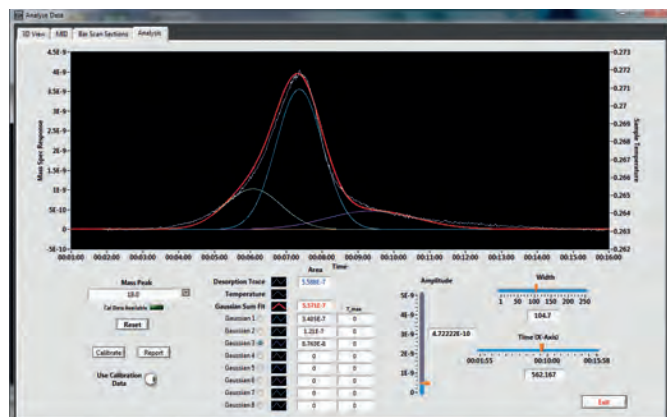 Analyse Data
3D View MID Bar Scan Sections Analysis
4.5E-9
4E-9
3.5E-9
3E-9
2.5E-9
2E-9
1.5E-9
1E-9
5E-10
0
-5E-10
Mass Spec Response
0.273
0.272
0.271
0.27
0.269
0.268
0.267
0.266
0.265
0.264
0.263
0.262
Sample Temperature
00:01:00 00:02:00 00:03:00 00:04:00 00:05:00 00:06:00 00:07:00 00:08:00 00:09:00 00:10:00 00:11:00 00:12:00 00:13:00 00:14:00 00:15:00 00:16:00
Mass Peak
18.0
Cal Data Available
Reset
Calibrate Report
Use Calibration
Data
Area Time
Desorption Trace
Temperature
Gaussian Sum Fit 5.571E-7
T_max
Gaussian 1 3.405E-7 0
Gaussian 2 0
Gaussian 3 0
Gaussian 4 0 0
Gaussian 5 0 0
Gaussian 6 0 0
Gaussian 7 0 0
Gaussian 8 0 0
Amplitude
5E-9
4E-9
3E-9
2E-9
1E-9
0
4.72222E-10
Width
1 50 100 150 200 250
104.7
Time (X-Axis)
00:01:55 00:10:00 00:15:58
562.167
Exit